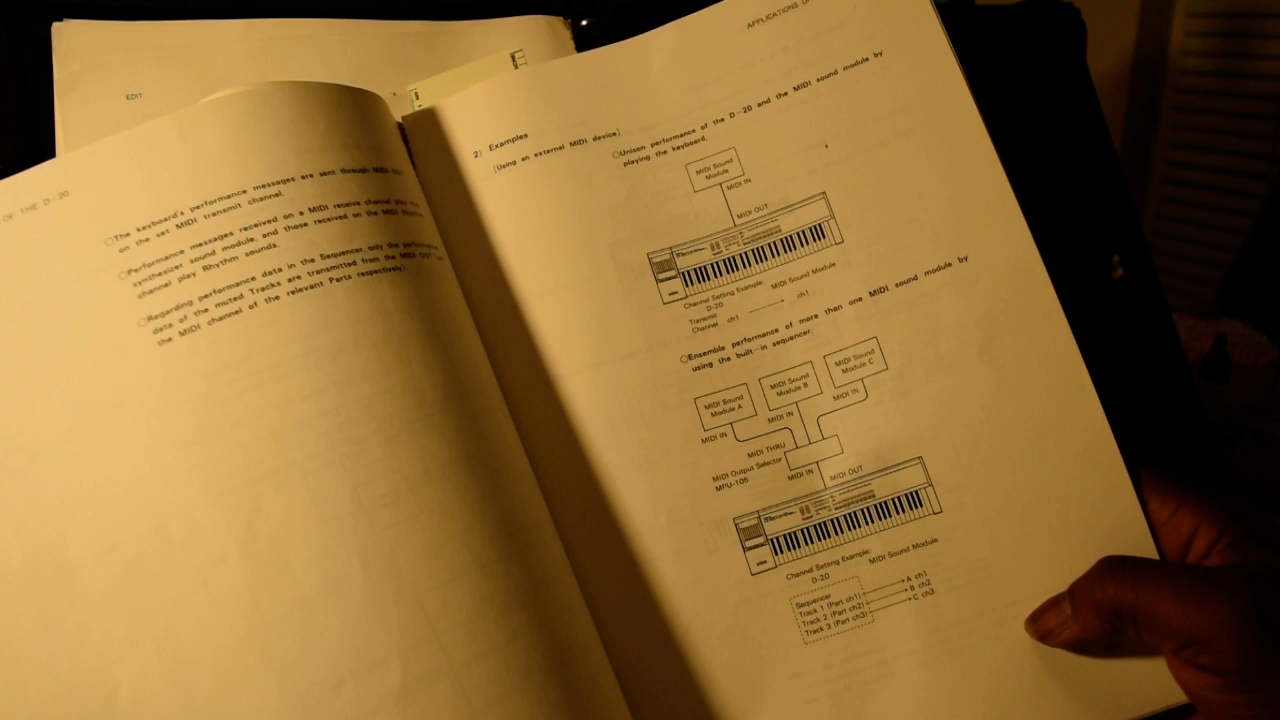 EDIT
OF THE D-20
○The keyboard's performance messages are sent through MIDI OUT
on the set MIDI transmit channel.
○Performance messages received on a MIDI receive channel play the
synthesizer sound module, and those received on the MIDI Rhythm
channel play Rhythm sounds.
○Regarding performance data in the Sequencer, only the performance
data of the muted Tracks are transmitted from the MIDI OUT
the MIDI channel of the relevant Parts respectively).
APPLICATIONS OF
2) Examples
[Using an external MIDI device]
○Unison performance of the D-20 and the MIDI sound module by
playing the keyboard.
MIDI Sound
Module
MIDI IN
MIDI OUT
Channel Setting Example:
D-20 MIDI Sound Module
Transmit
Channel ch1 ch1
○Ensemble performance of more than one MIDI sound module by
using the built-in sequencer.
MIDI Sound
Module A
MIDI Sound
Module B
MIDI Sound
Module C
MIDI IN
MIDI IN
MIDI IN
MIDI THRU
MIDI Output Selector
MPU-105
MIDI IN
MIDI OUT
Channel Setting Example:
D-20 MIDI Sound Module
Sequencer
Track 1 (Part ch1) A ch1
Track 2 (Part ch2) B ch2
Track 3 (Part ch3) C ch3